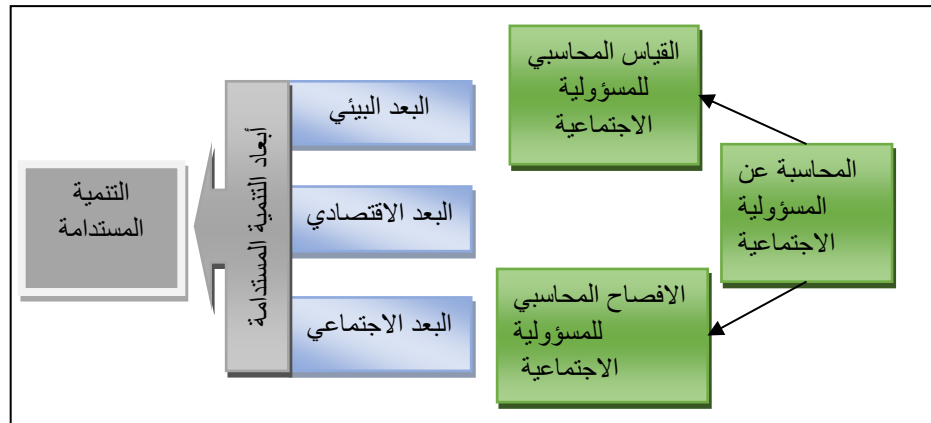 المحاسبة عن
المسؤولية
الاجتماعية
القياس المحاسبي
للمسؤولية
الاجتماعية
الافصاح المحاسبي
للمسؤولية
الاجتماعية
البعد البيئي
البعد الاقتصادي
البعد الاجتماعي
أبعاد التنمية المستدامة
التنمية
المستدامة